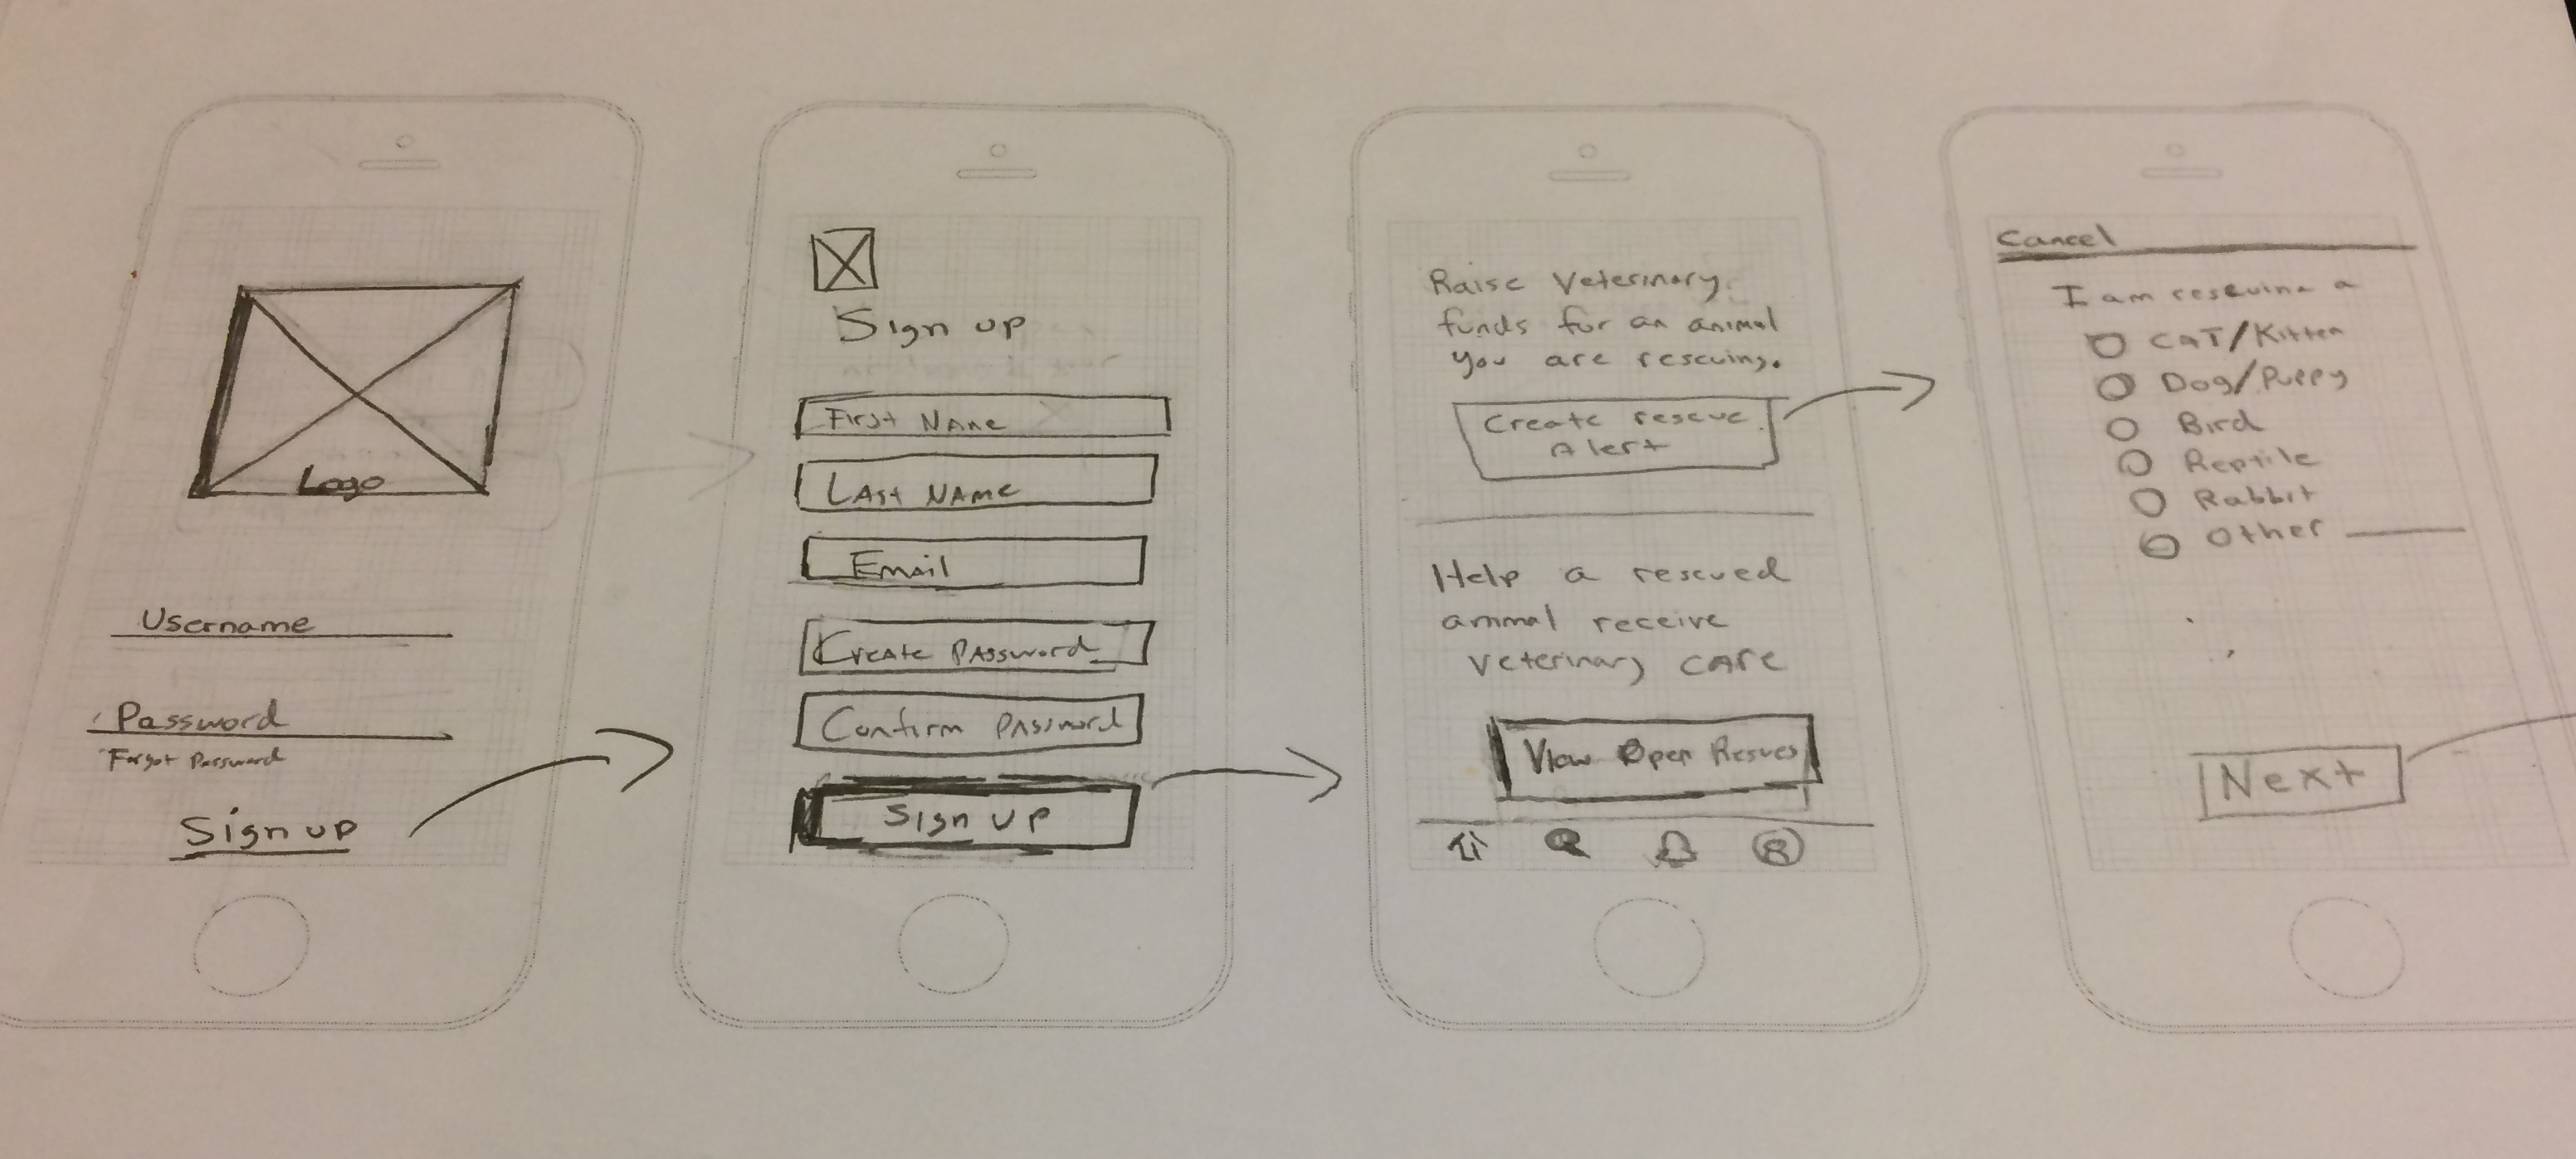 Logo
Username
Password
Forgot Password
Sign up
Sign up
First Name
Last Name
Email
Create Password
Confirm Password
Sign up
Raise Veterinary
funds for an animal
you are rescuing.
Create rescue
Alert
Help a rescued
animal receive
veterinary care
View Open Resues
Cancel
I am rescuing a
CAT/Kitten
Dog/Puppy
Bird
Reptile
Rabbit
Other
Next